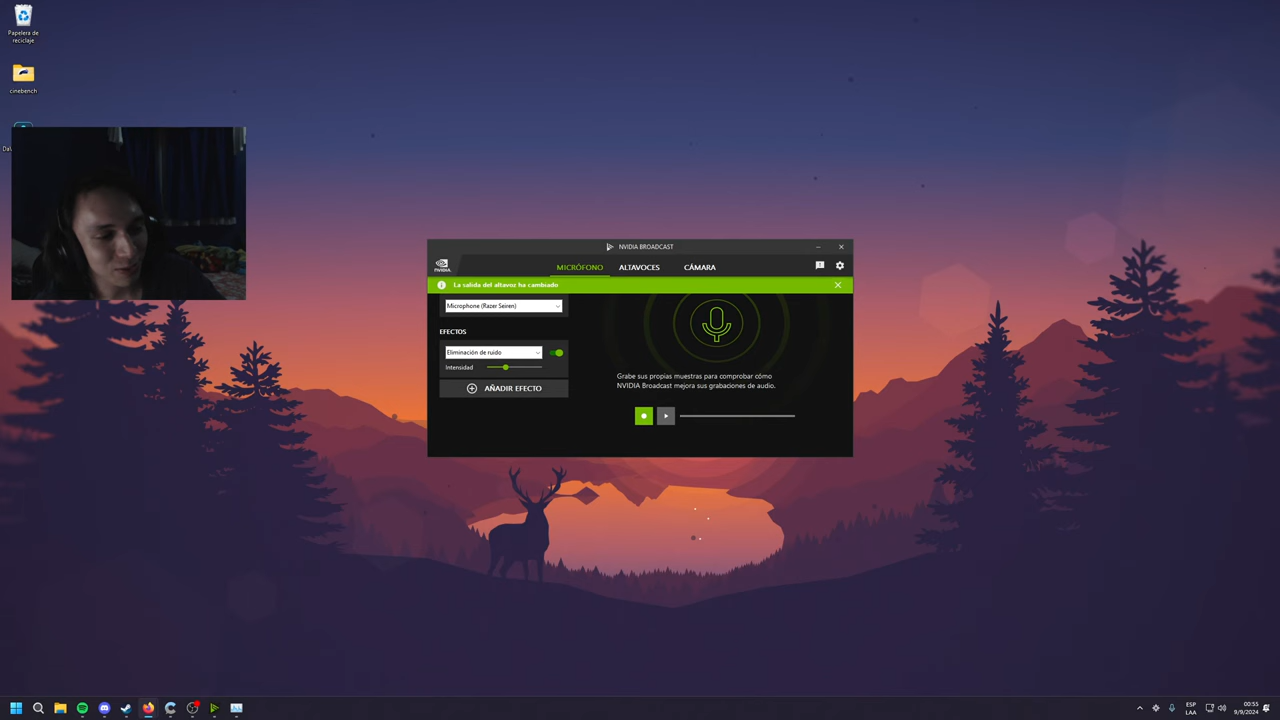 Papelera de
reciclaje
cinebench
NVIDIA BROADCAST
NVIDIA.
MICRÓFONO
ALTAVOCES
CÁMARA
La salida del altavoz ha cambiado
Microphone (Razer Seiren)
EFECTOS
Eliminación de ruido
Intensidad
AÑADIR EFECTO
Grabe sus propias muestras para comprobar cómo
NVIDIA Broadcast mejora sus grabaciones de audio.
ESP
LAA
00:55
9/9/2024